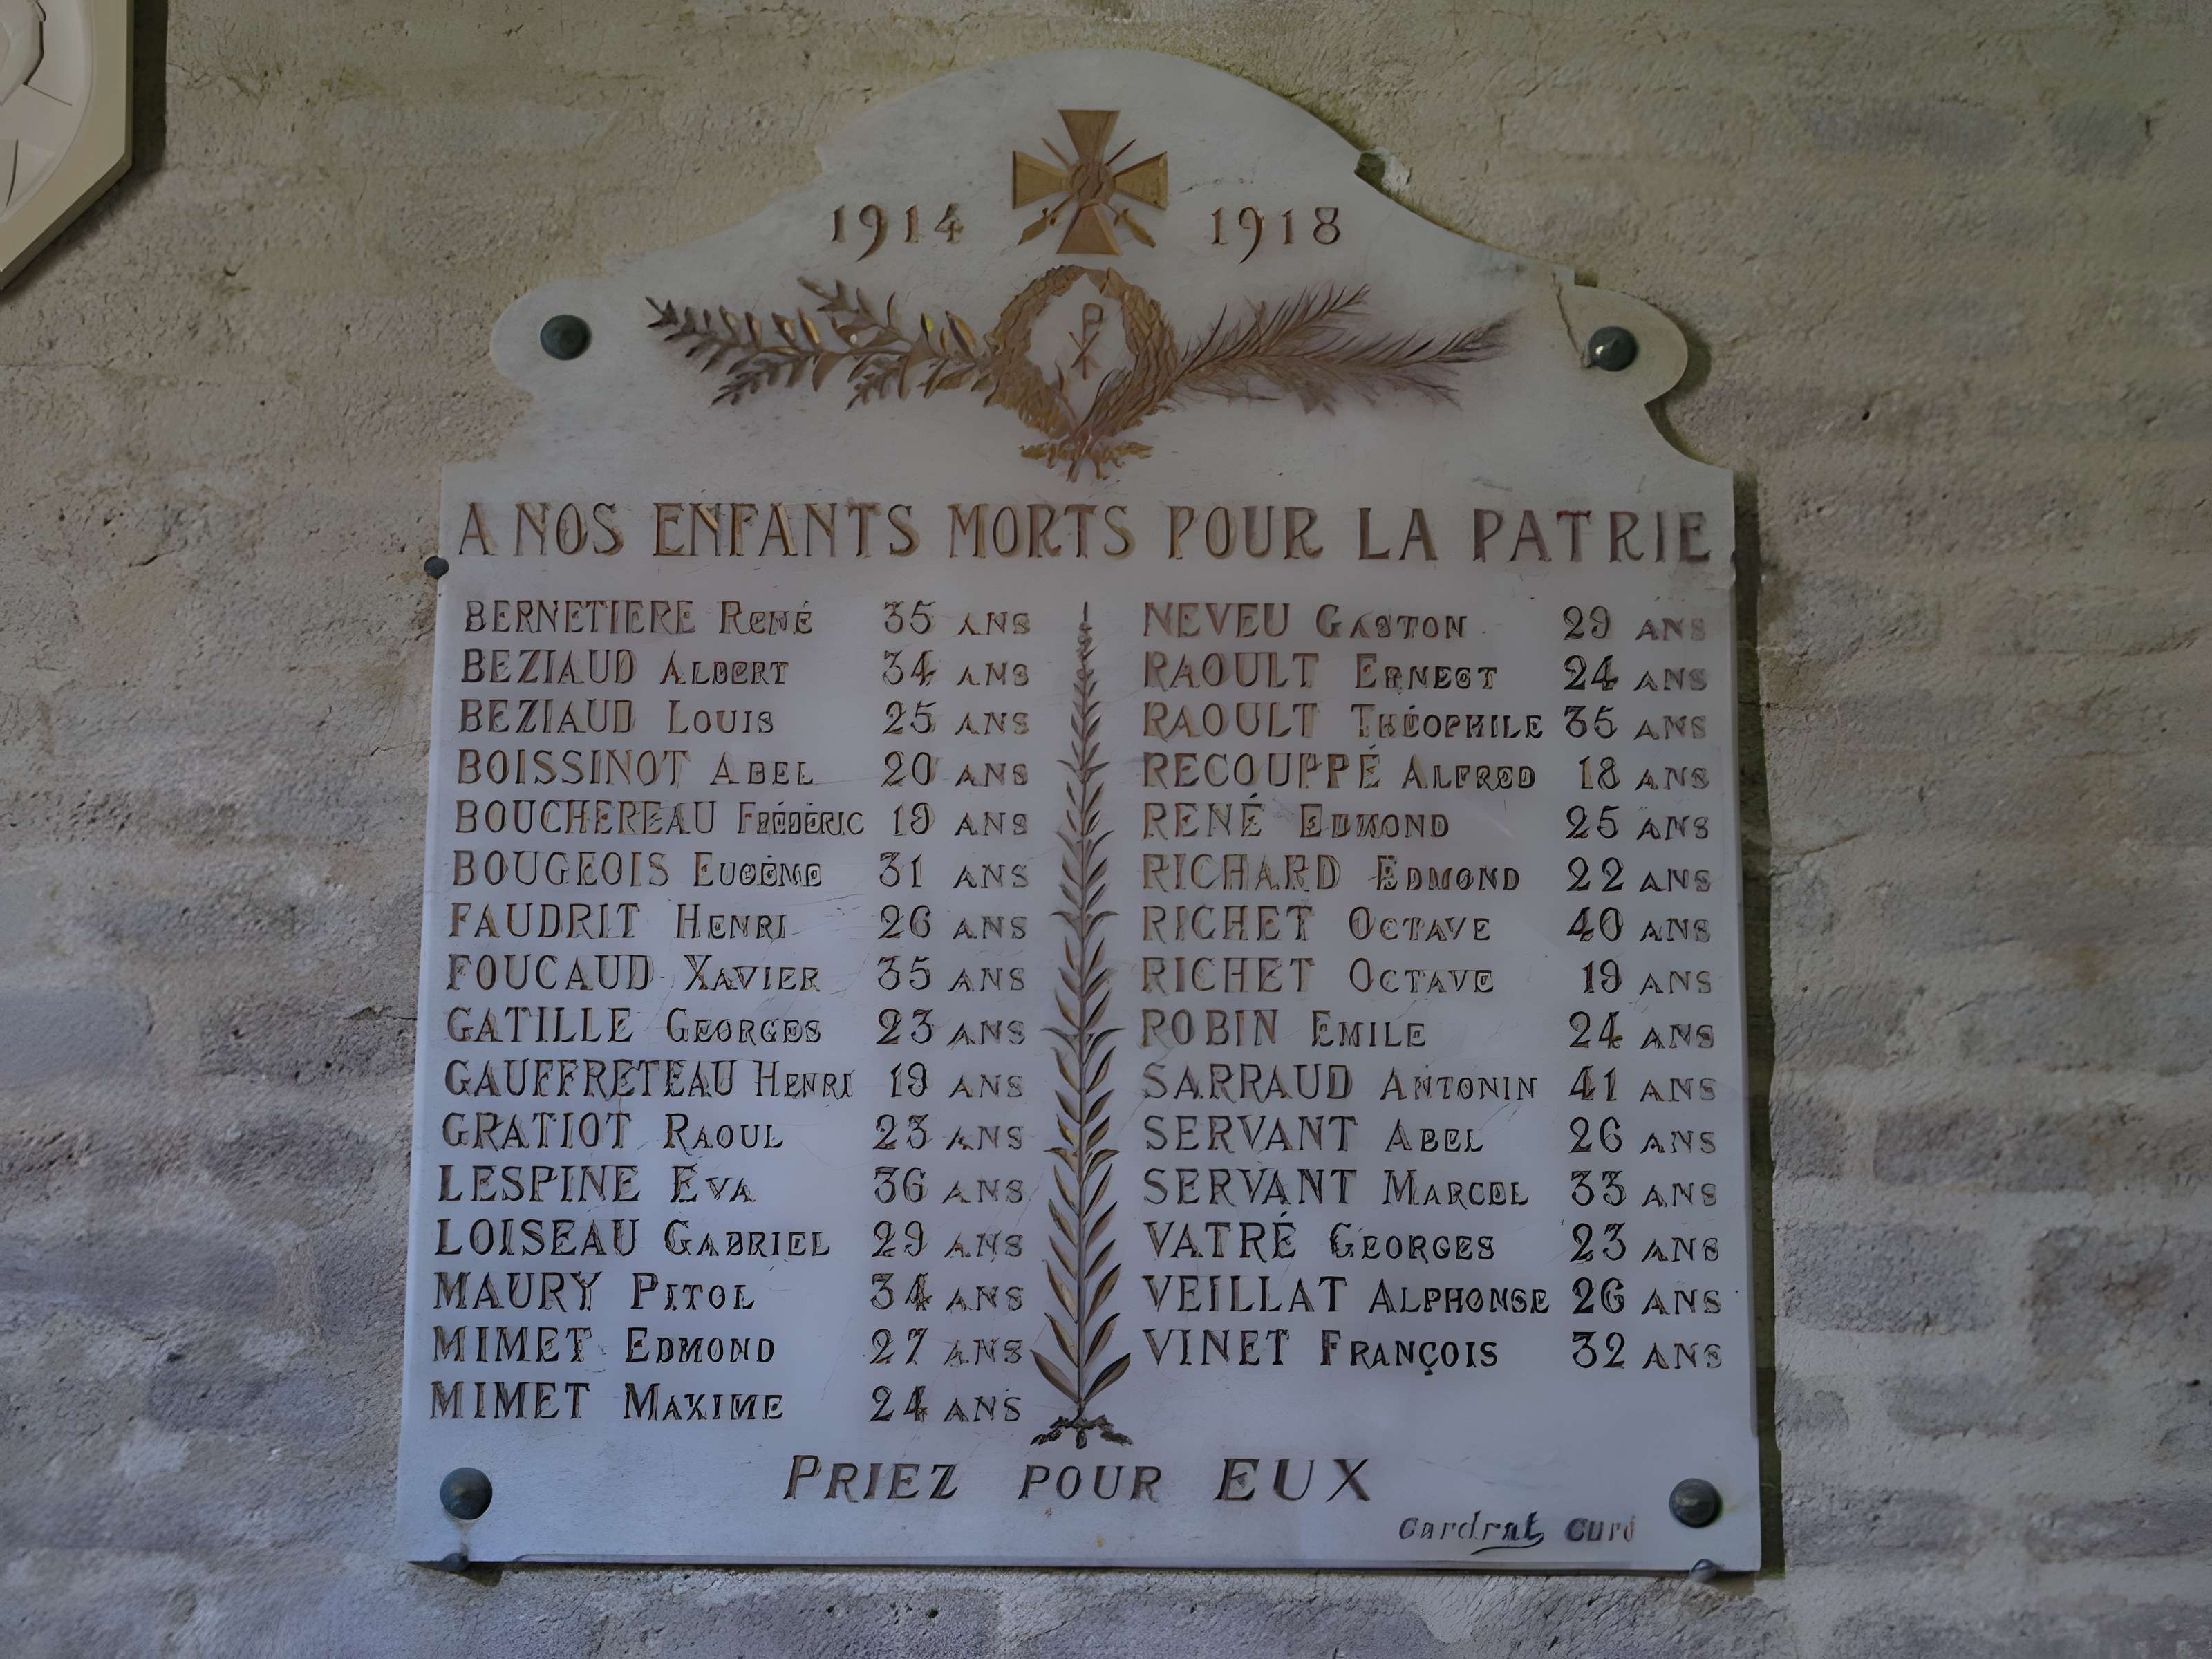 1914 1918
A NOS ENFANTS MORTS POUR LA PATRIE
BERNETIERE René 35 ANS
BEZIAUD ALBERT 34 ANS
BEZIAUD LOUIS 25 ANS
BOISSINOT ABEL 20 ANS
BOUCHEREAU FRÉDÉRIC 19 ANS
BOUGEOIS EUGÈNE 31 ANS
FAUDRIT HENRI 26 ANS
FOUCAUD XAVIER 35 ANS
GATILLE GEORGES 23 ANS
GAUFFRETEAU HENRI 19 ANS
GRATIOT RAOUL 23 ANS
LESPINE EVA 36 ANS
LOISEAU GABRIEL 29 ANS
MAURY PITOL 34 ANS
MIMET EDMOND 27 ANS
MIMET MAXIME 24 ANS
NEVEU GASTON 29 ANS
RAOULT ERNEST 24 ANS
RAOULT THÉOPHILE 35 ANS
RECOUPPÉ ALFRED 18 ANS
RENÉ EDMOND 25 ANS
RICHARD EDMOND 22 ANS
RICHET OCTAVE 40 ANS
RICHET OCTAVE 19 ANS
ROBIN EMILE 24 ANS
SARRAUD ANTONIN 41 ANS
SERVANT ABEL 26 ANS
SERVANT MARCEL 33 ANS
VATRÉ GEORGES 23 ANS
VEILLAT ALPHONSE 26 ANS
VINET FRANÇOIS 32 ANS
PRIEZ POUR EUX
Cardrat Curé